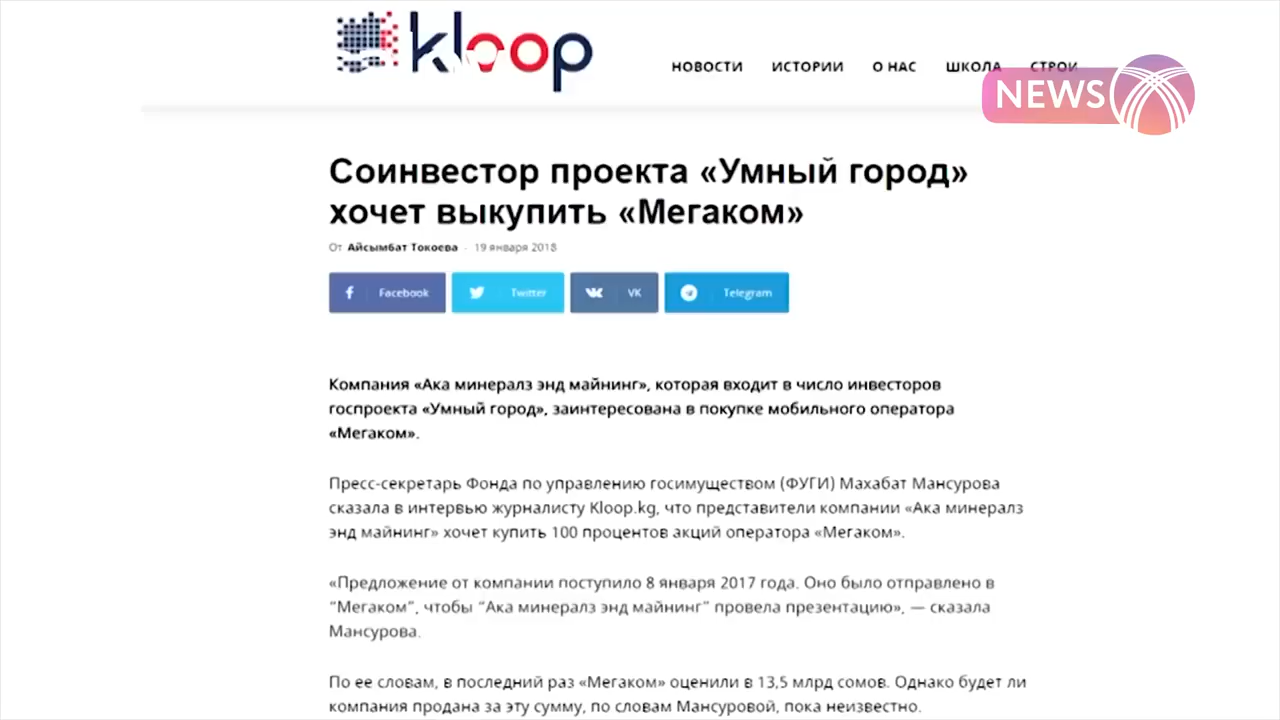 kloop
НОВОСТИ ИСТОРИИ О НАС ШКОЛА СТРОИ
NEWS
Соинвестор проекта «Умный город»
хочет выкупить «Мегаком»
От Айсымбат Токоева - 19 января 2018
Facebook Twitter VK Telegram
Компания «Ака минералз энд майнинг», которая входит в число инвесторов
госпроекта «Умный город», заинтересована в покупке мобильного оператора
«Мегаком».
Пресс-секретарь Фонда по управлению госимуществом (ФУГИ) Махабат Мансурова
сказала в интервью журналисту Kloop.kg, что представители компании «Ака минералз
энд майнинг» хочет купить 100 процентов акций оператора «Мегаком».
«Предложение от компании поступило 8 января 2017 года. Оно было отправлено в
“Мегаком”, чтобы “Ака минералз энд майнинг” провела презентацию», — сказала
Мансурова.
По ее словам, в последний раз «Мегаком» оценили в 13,5 млрд сомов. Однако будет ли
компания продана за эту сумму, по словам Мансуровой, пока неизвестно.